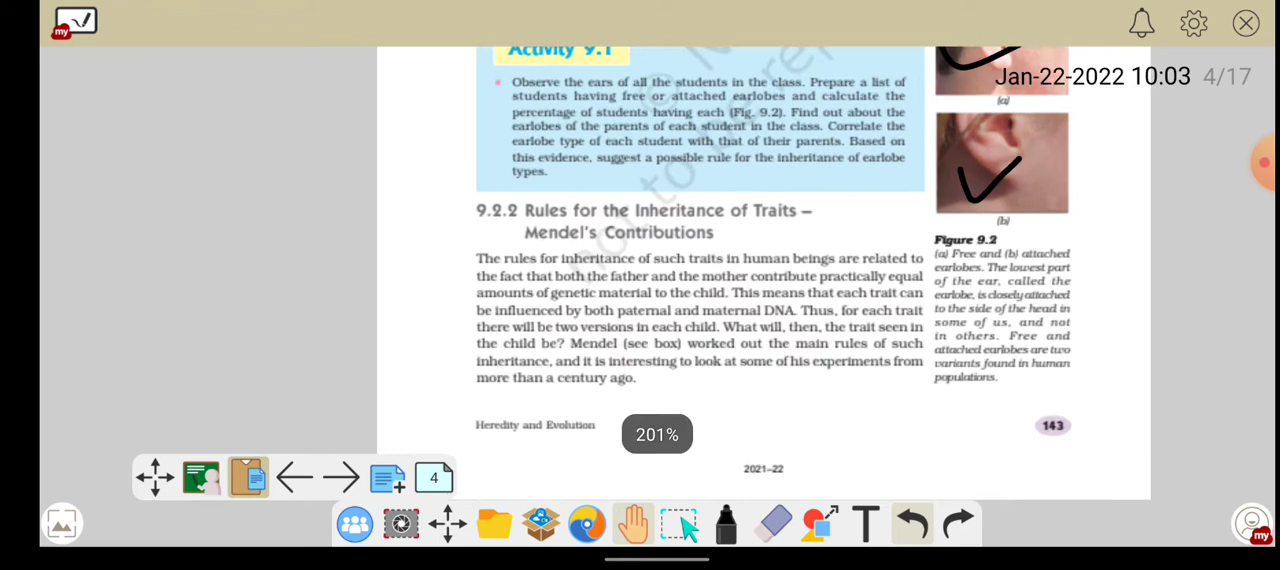 my
Jan-22-2022 10:03 4/17
Activity 9.1
Observe the ears of all the students in the class. Prepare a list of
students having free or attached earlobes and calculate the
percentage of students having each (Fig. 9.2). Find out about the
earlobes of the parents of each student in the class. Correlate the
earlobe type of each student with that of their parents. Based on
this evidence, suggest a possible rule for the inheritance of earlobe
types.
(a)
(b)
9.2.2 Rules for the Inheritance of Traits –
Mendel's Contributions
The rules for inheritance of such traits in human beings are related to
the fact that both the father and the mother contribute practically equal
amounts of genetic material to the child. This means that each trait can
be influenced by both paternal and maternal DNA. Thus, for each trait
there will be two versions in each child. What will, then, the trait seen in
the child be? Mendel (see box) worked out the main rules of such
inheritance, and it is interesting to look at some of his experiments from
more than a century ago.
Figure 9.2
(a) Free and (b) attached
earlobes. The lowest part
of the ear, called the
earlobe, is closely attached
to the side of the head in
some of us, and not
in others. Free and
attached earlobes are two
variants found in human
populations.
Heredity and Evolution
201%
143
2021–22
4
T
my